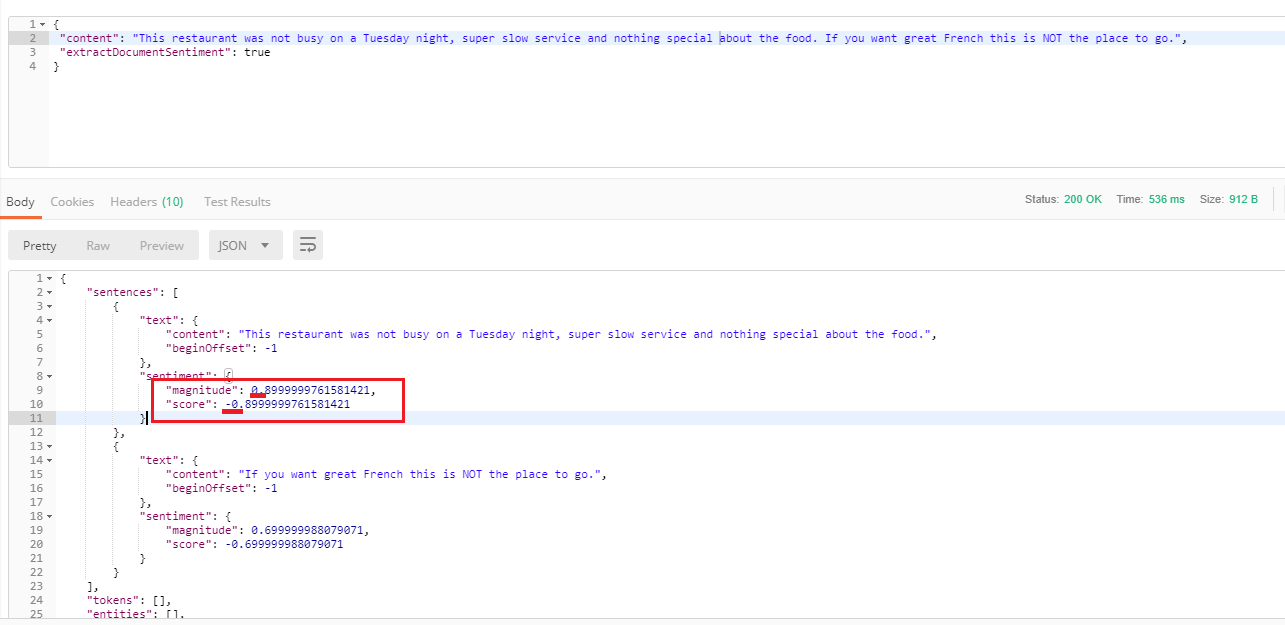 1 {
2 "content": "This restaurant was not busy on a Tuesday night, super slow service and nothing special about the food. If you want great French this is NOT the place to go.",
3 "extractDocumentSentiment": true
4 }
Body Cookies Headers (10) Test Results Status: 200 OK Time: 536 ms Size: 912 B
Pretty Raw Preview JSON
1 {
2 "sentences": [
3 {
4 "text": {
5 "content": "This restaurant was not busy on a Tuesday night, super slow service and nothing special about the food.",
6 "beginOffset": -1
7 },
8 "sentiment": {
9 "magnitude": 0.8999999761581421,
10 "score": -0.8999999761581421
11 }
12 },
13 {
14 "text": {
15 "content": "If you want great French this is NOT the place to go.",
16 "beginOffset": -1
17 },
18 "sentiment": {
19 "magnitude": 0.699999988079071,
20 "score": -0.699999988079071
21 }
22 }
23 ],
24 "tokens": [],
25 "entities": [],